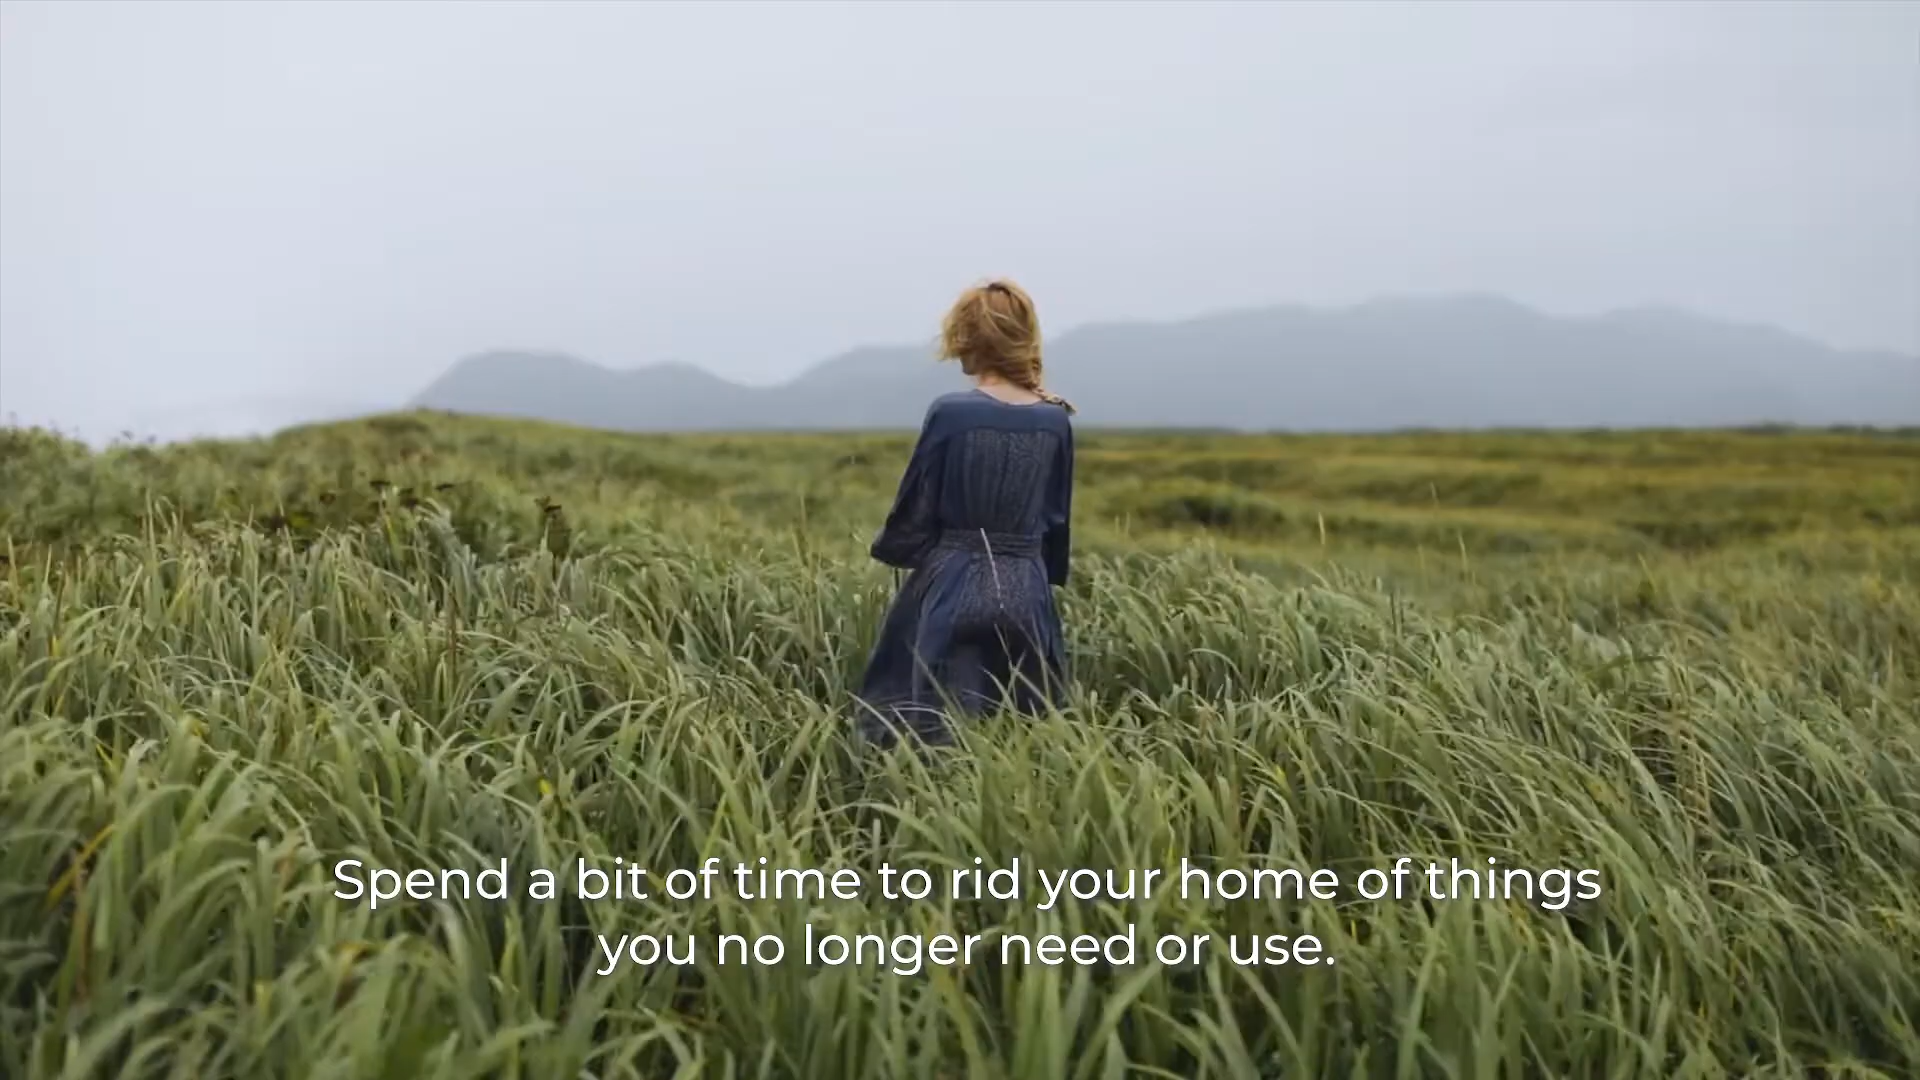 Spend a bit of time to rid your home of things
you no longer need or use.